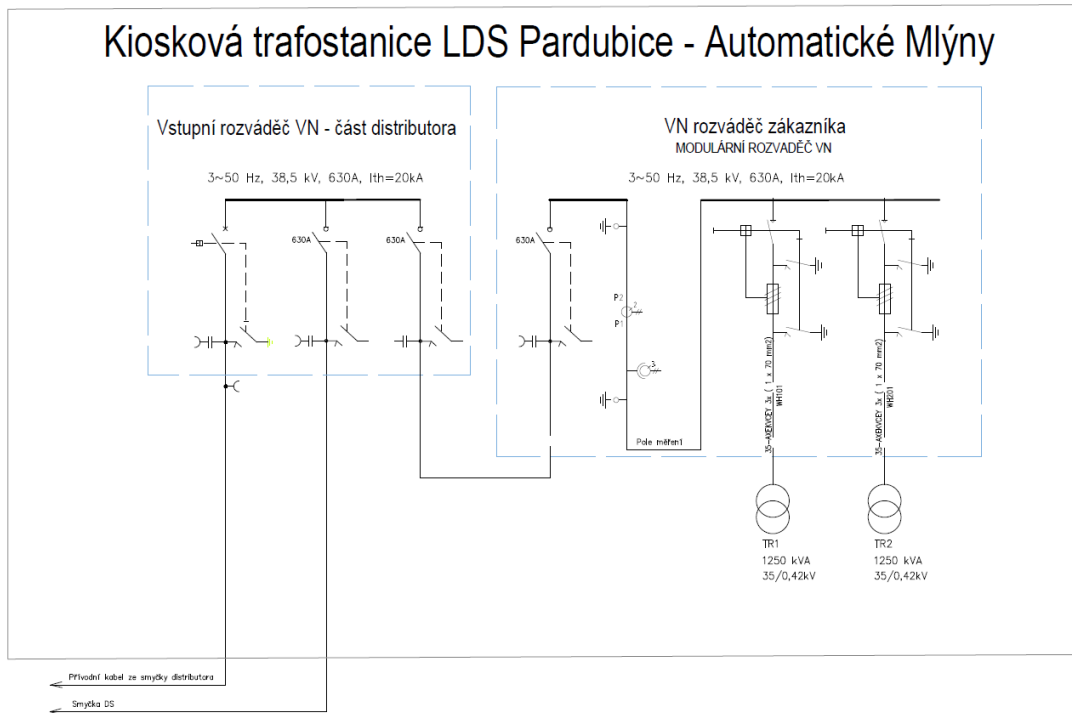 Kiosková trafostanice LDS Pardubice - Automatické Mlýny
Vstupní rozváděč VN - část distributora
3~50 Hz, 38,5 kV, 630A, Ith=20kA
630A
630A
VN rozváděč zákazníka
MODULÁRNÍ ROZVADĚČ VN
3~50 Hz, 38,5 kV, 630A, Ith=20kA
630A
P2
2
P1
3
Pole měření
35-AXEKVCEY 3x ( 1 x 70 mm2)
WH101
35-AXEKVCEY 3x ( 1 x 70 mm2)
WH201
TR1
1250 kVA
35/0,42kV
TR2
1250 kVA
35/0,42kV
Přívodní kabel ze smyčky distributora
Smyčka DS